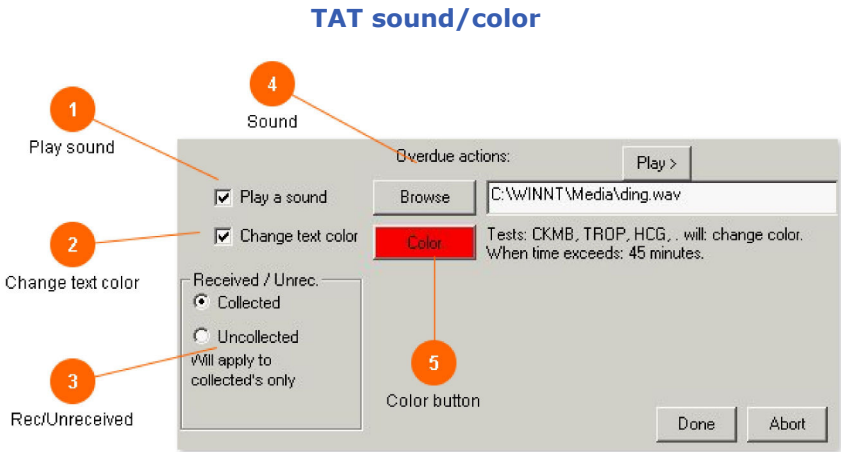 TAT sound/color
4
1
Sound
Play sound
Overdue actions:
Play >
Play a sound
Browse
C:\WINNT\Media\ding.wav
2
Change text color
Change text color
Color
Tests: CKMB, TROP, HCG, . will: change color.
When time exceeds: 45 minutes.
Received / Unrec.
Collected
Uncollected
Will apply to
collected's only
3
Rec/Unreceived
5
Color button
Done
Abort